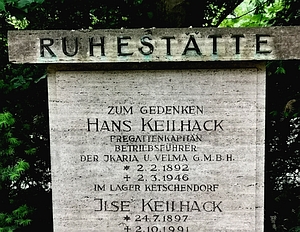 RUHESTÄTTE
ZUM GEDENKEN
HANS KEILHACK
FREGATTENKAPITÄN
BETRIEBSFÜHRER
DER IKARIA U. VELMA G.M.B.H.
* 2.2.1892
+ 2.3.1946
IM LAGER KETSCHENDORF
ILSE KEILHACK
* 24.7.1897
+ 2.10.1991